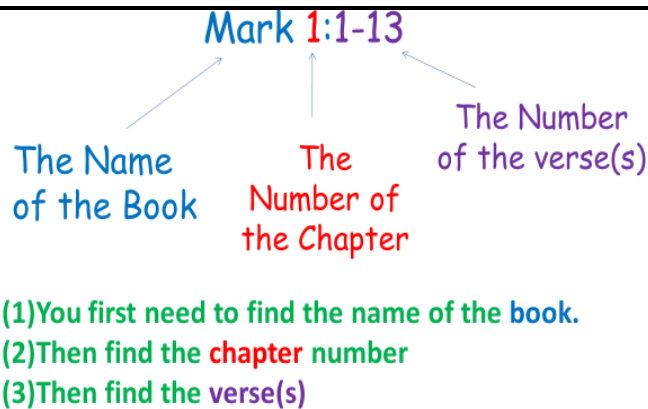 Mark 1:1-13
The Name
of the Book
The
Number of
the Chapter
The Number
of the verse(s)
(1)You first need to find the name of the book.
(2)Then find the chapter number
(3)Then find the verse(s)